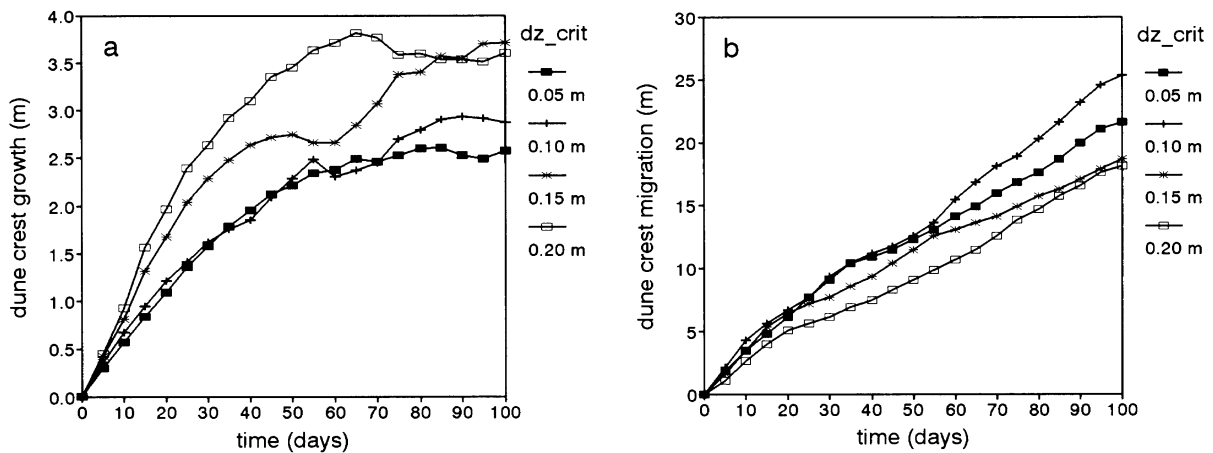 a
4.0
3.5
3.0
2.5
2.0
1.5
1.0
0.5
0.0
dune crest growth (m)
0 10 20 30 40 50 60 70 80 90 100
time (days)
dz_crit
0.05 m
0.10 m
0.15 m
0.20 m
b
30
25
20
15
10
5
0
dune crest migration (m)
0 10 20 30 40 50 60 70 80 90 100
time (days)
dz_crit
0.05 m
0.10 m
0.15 m
0.20 m